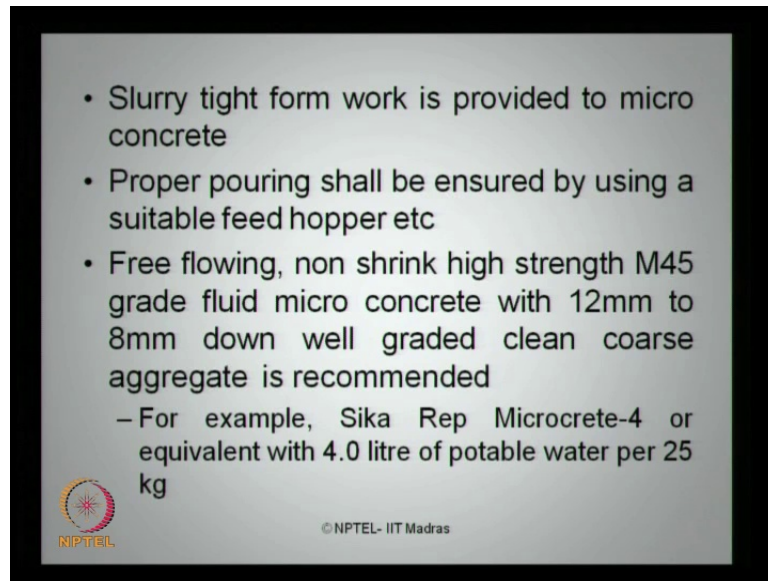 • Slurry tight form work is provided to micro
concrete
• Proper pouring shall be ensured by using a
suitable feed hopper etc
• Free flowing, non shrink high strength M45
grade fluid micro concrete with 12mm to
8mm down well graded clean coarse
aggregate is recommended
– For example, Sika Rep Microcrete-4 or
equivalent with 4.0 litre of potable water per 25
kg
NPTEL
© NPTEL- IIT Madras